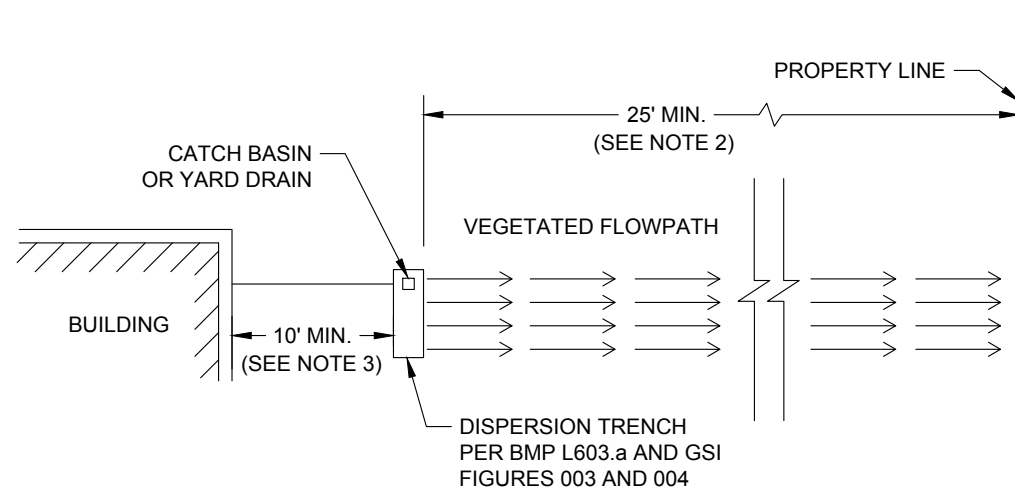 PROPERTY LINE
25' MIN.
(SEE NOTE 2)
CATCH BASIN
OR YARD DRAIN
VEGETATED FLOWPATH
BUILDING
10' MIN.
(SEE NOTE 3)
DISPERSION TRENCH
PER BMP L603.a AND GSI
FIGURES 003 AND 004